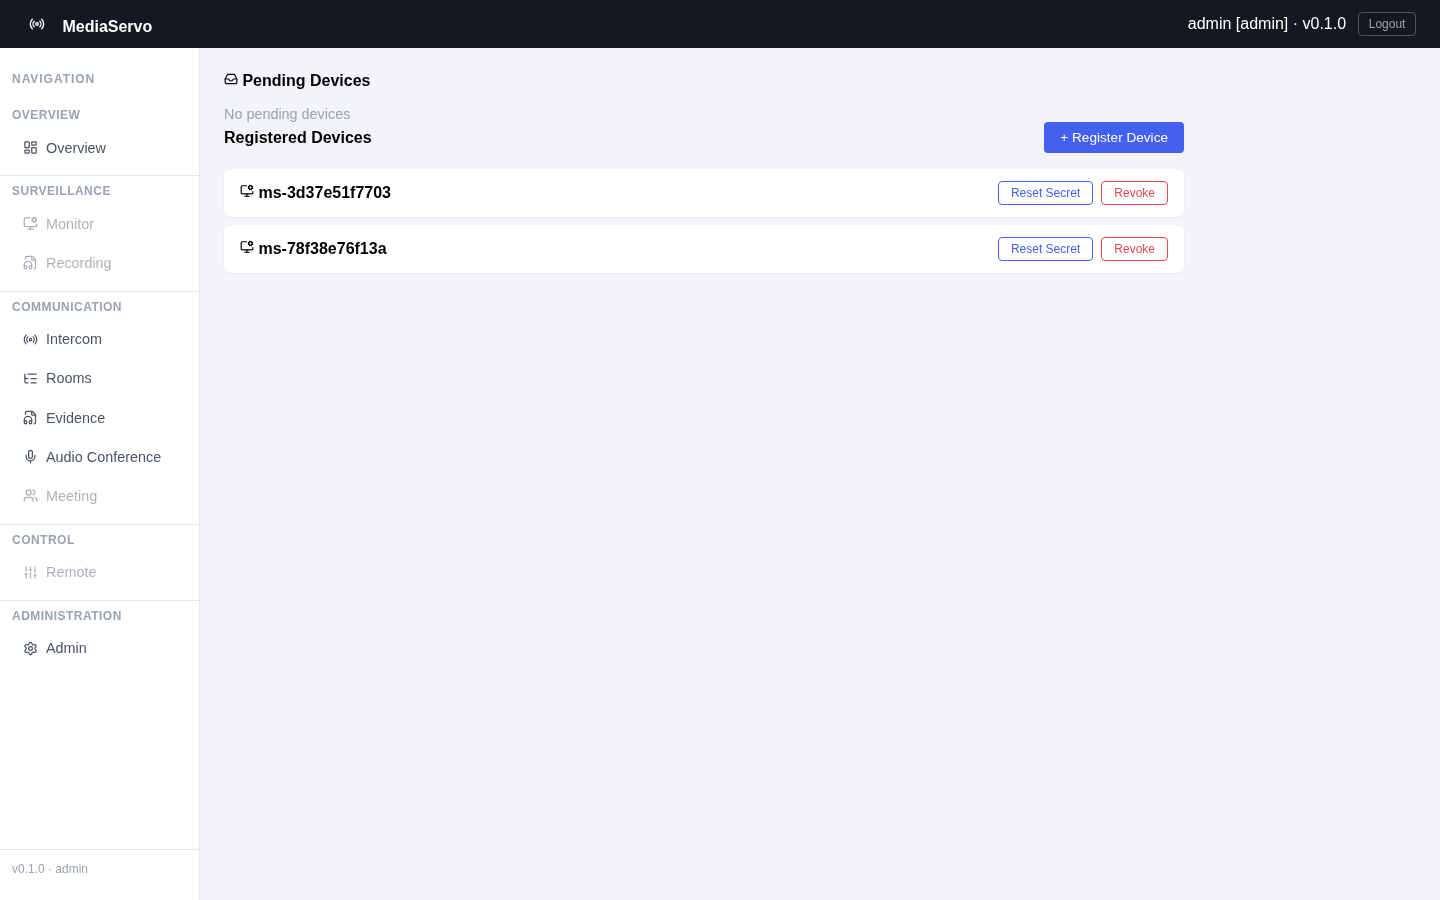 MediaServo
admin [admin] · v0.1.0
Logout
NAVIGATION
OVERVIEW
Overview
SURVEILLANCE
Monitor
Recording
COMMUNICATION
Intercom
Rooms
Evidence
Audio Conference
Meeting
CONTROL
Remote
ADMINISTRATION
Admin
v0.1.0 · admin
Pending Devices
No pending devices
Registered Devices
+ Register Device
ms-3d37e51f7703
Reset Secret
Revoke
ms-78f38e76f13a
Reset Secret
Revoke